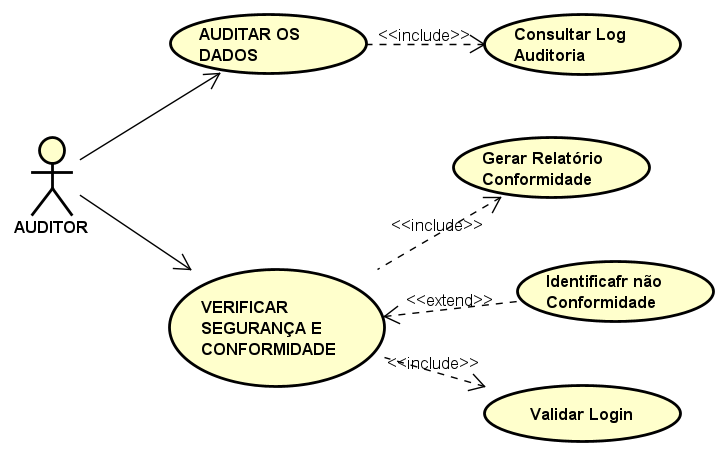 AUDITAR OS
DADOS
<<include>>
Consultar Log
Auditoria
Gerar Relatório
Conformidade
AUDITOR
<<include>>
VERIFICAR
SEGURANÇA E
CONFORMIDADE
<<extend>>
Identificafr não
Conformidade
<<include>>
Validar Login